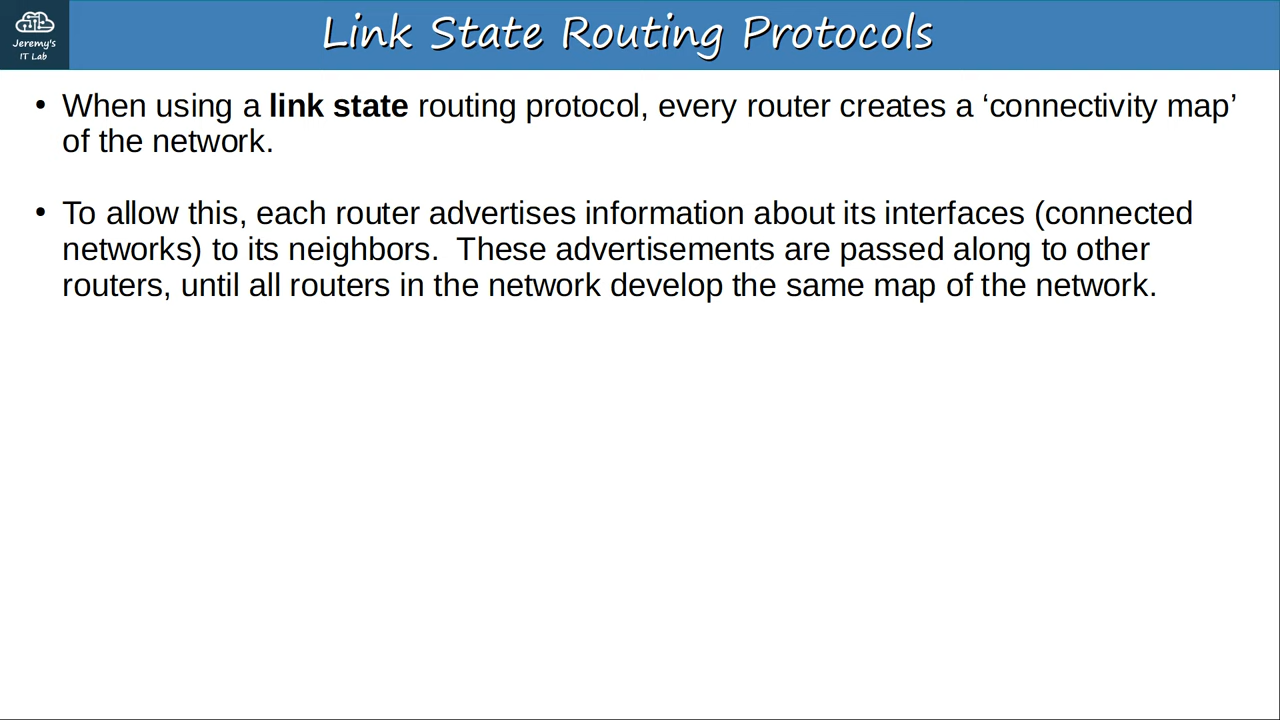 Jeremy's
IT Lab
Link State Routing Protocols
• When using a link state routing protocol, every router creates a ‘connectivity map’
of the network.
• To allow this, each router advertises information about its interfaces (connected
networks) to its neighbors.  These advertisements are passed along to other
routers, until all routers in the network develop the same map of the network.